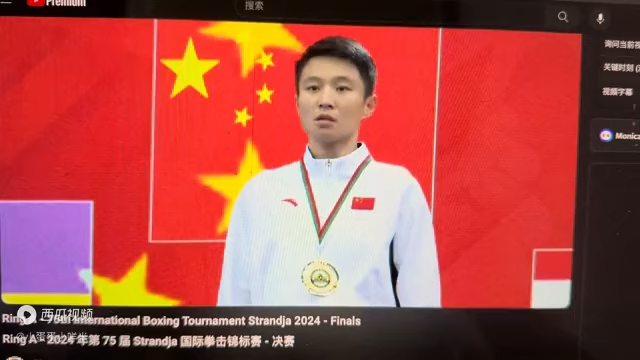 Premium
搜索
询问当前视
关键时刻
视频字幕
Monica
西瓜视频
Ring A - 75th International Boxing Tournament Strandja 2024 - Finals
Ring A - 2024 年第 75 届 Strandja 国际拳击锦标赛 - 决赛